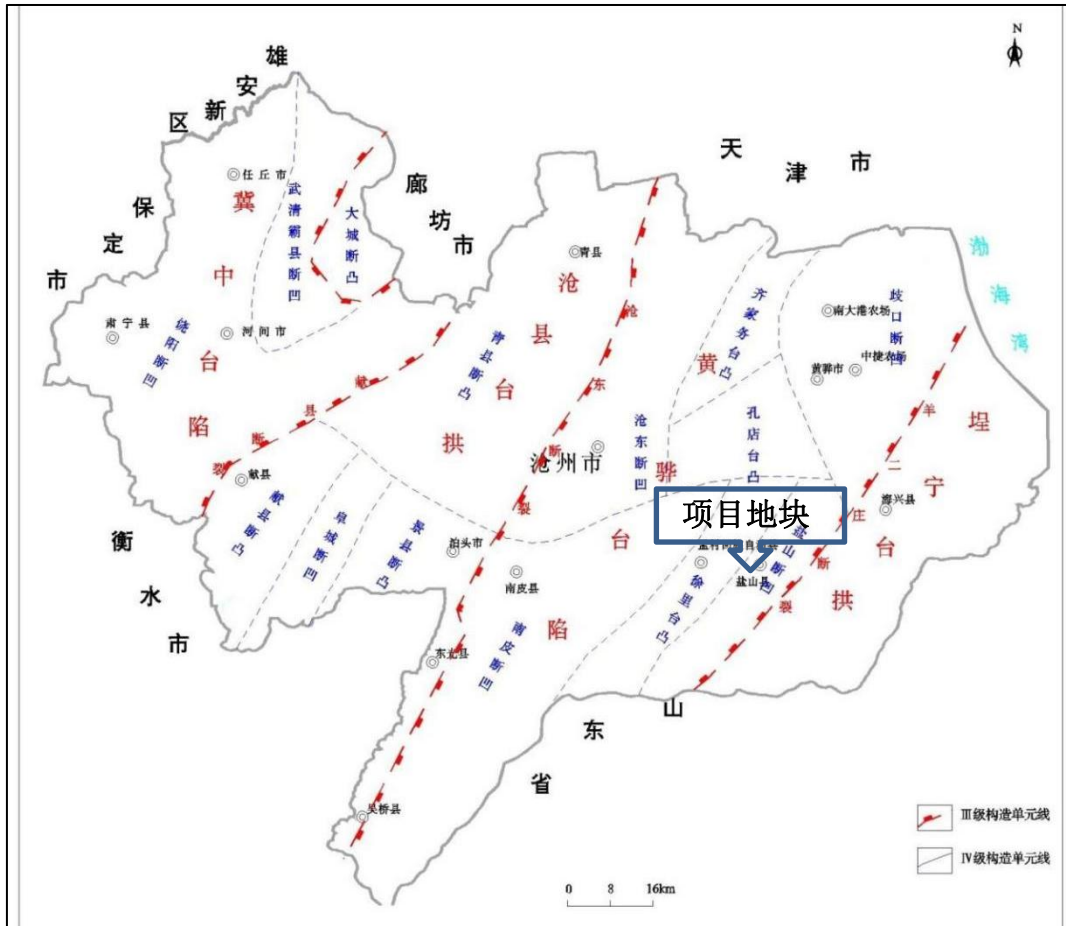 N
雄安新区
保定市
廊坊市
天津市
渤海湾
衡水市
山东省
任丘市
肃宁县
河间市
献县
青县
沧州市
泊头市
南皮县
东光县
吴桥县
南大港农场
中捷农场
黄骅市
海兴县
盐山县
冀中台陷
沧县台拱
黄骅台陷
埕宁台拱
武清霸县断凹
大城断凸
饶阳断凹
献县断凸
阜城断凹
景县断凸
青县断凸
沧东断凹
南皮断凹
齐家务台凸
孔店台凸
歧口断凹
徐里台凸
盐山断凹
献县断裂
沧东断裂
羊二庄断裂
项目地块
Ⅲ级构造单元线
Ⅳ级构造单元线
0 8 16km